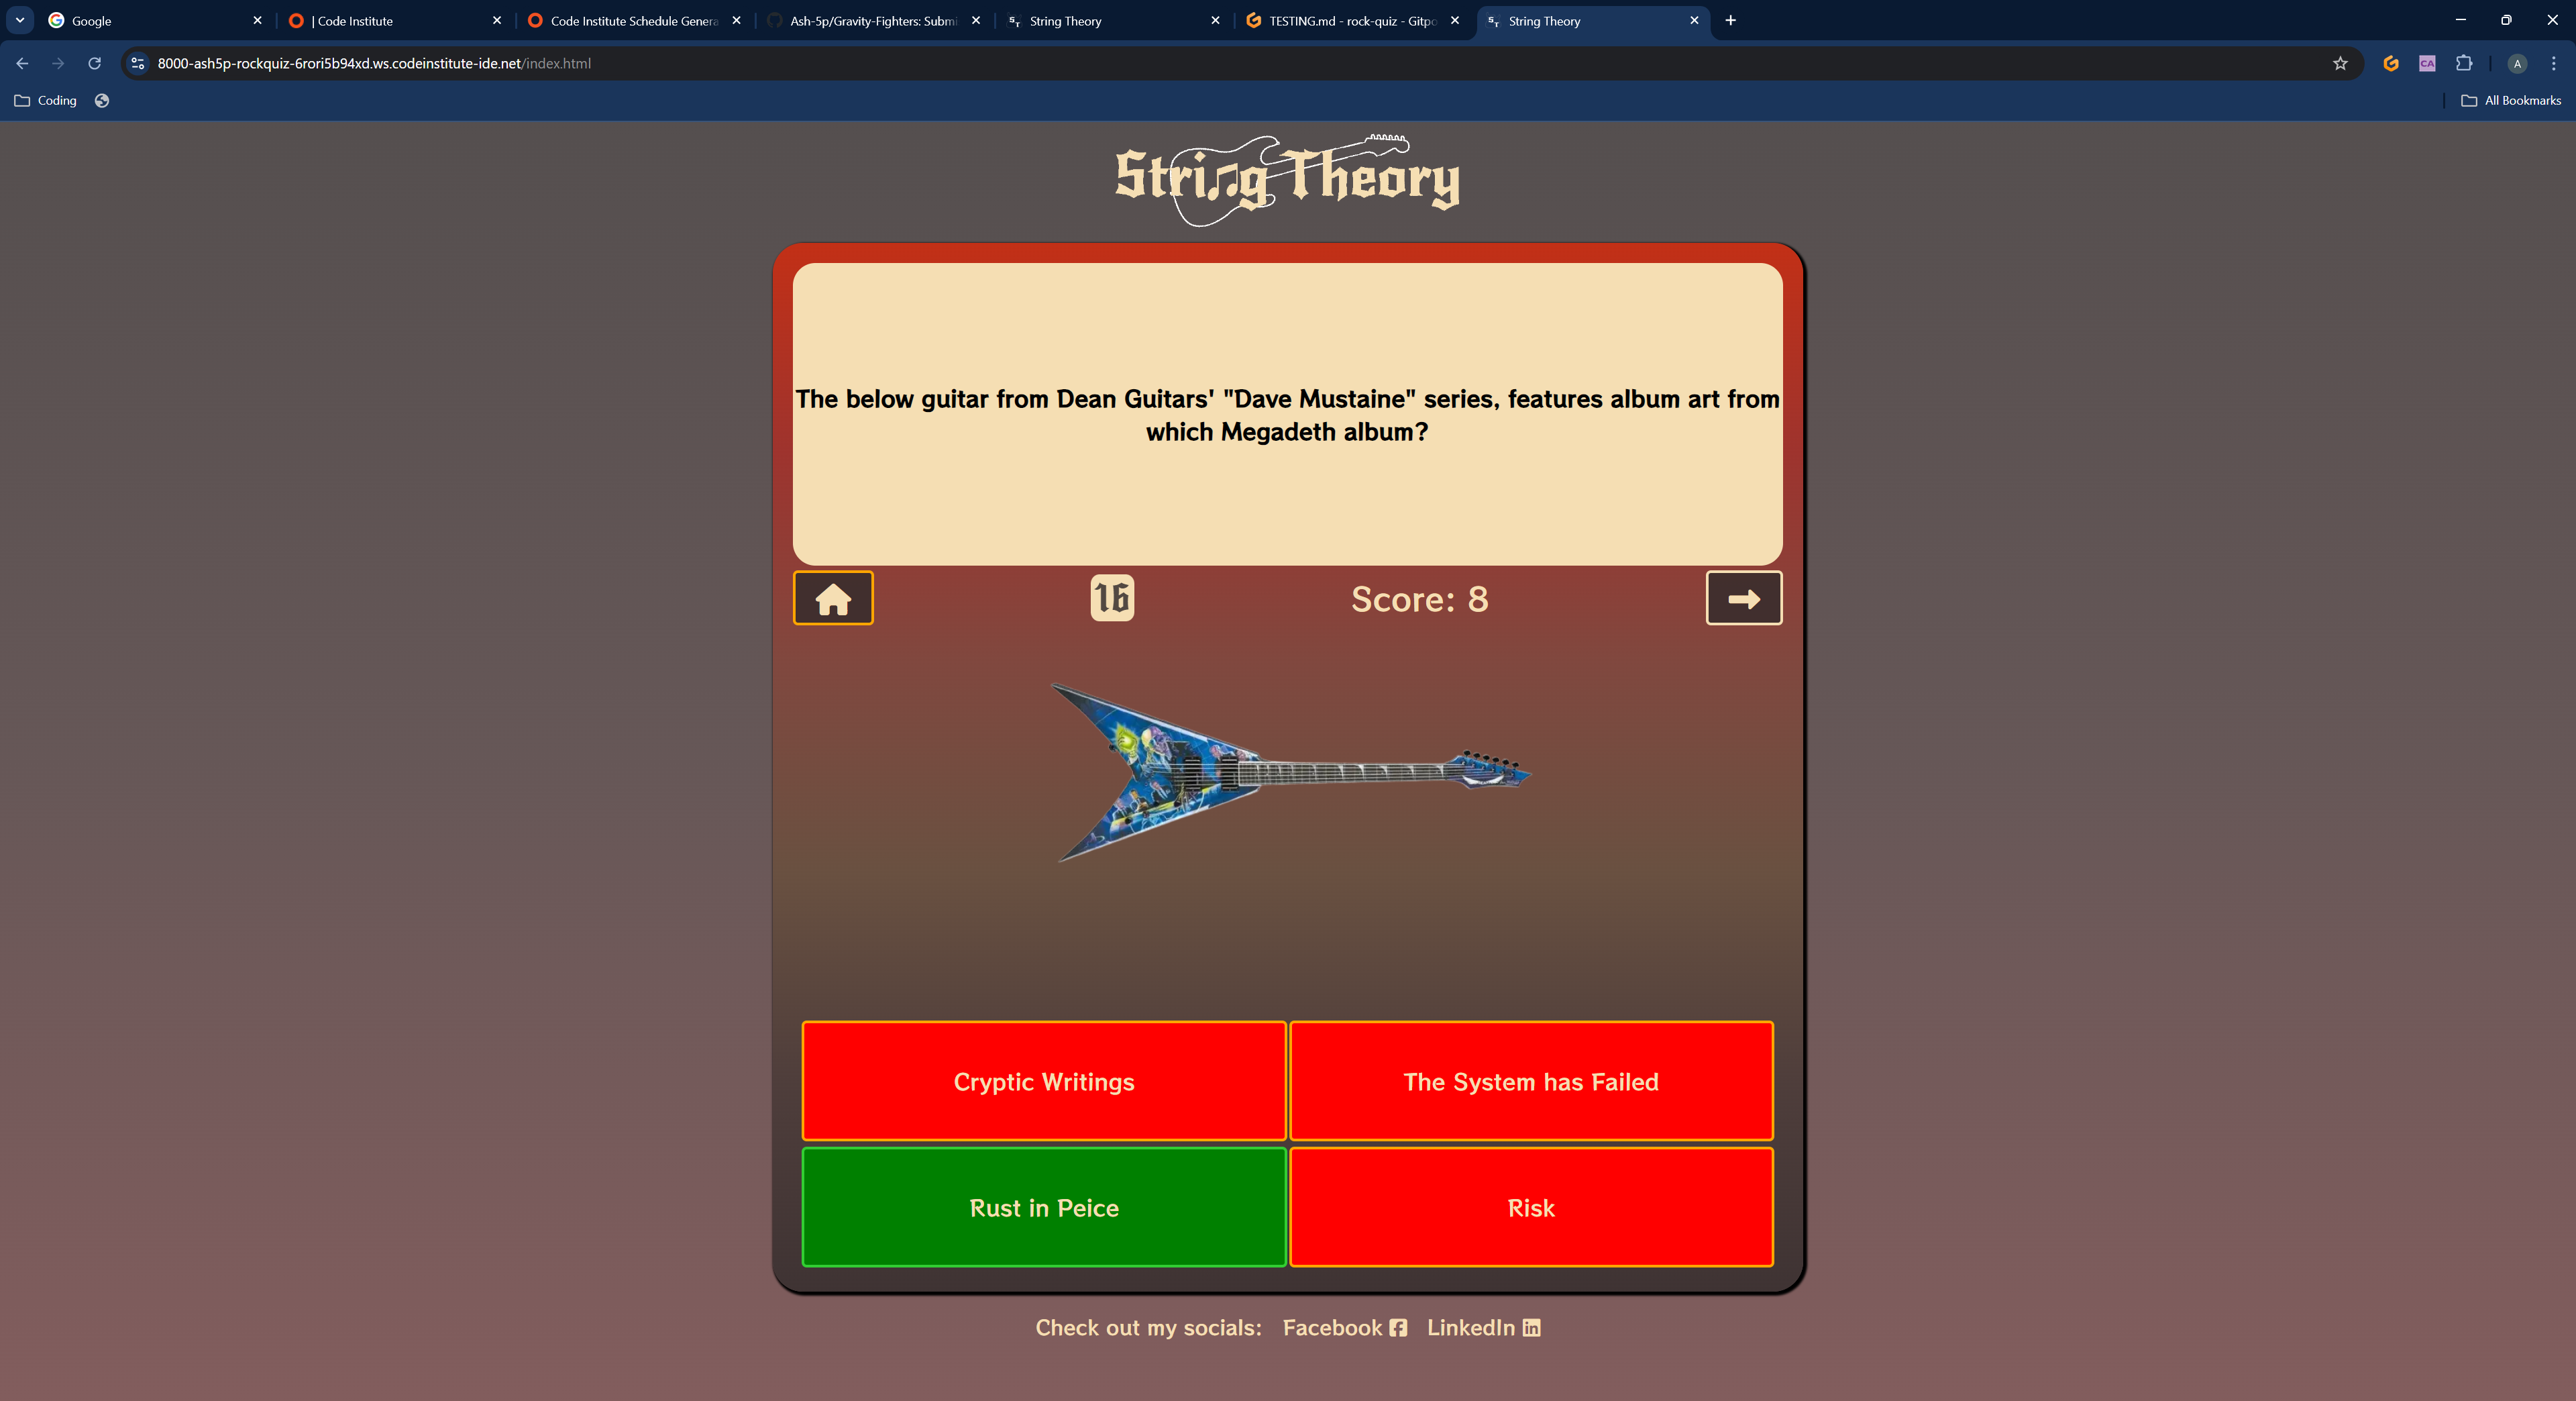 Google
| Code Institute
Code Institute Schedule Genera
Ash-5p/Gravity-Fighters: Submi
String Theory
TESTING.md - rock-quiz - Gitpo
String Theory
8000-ash5p-rockquiz-6rori5b94xd.ws.codeinstitute-ide.net/index.html
CA
A
Coding
All Bookmarks
String Theory
The below guitar from Dean Guitars' "Dave Mustaine" series, features album art from
which Megadeth album?
16
Score: 8
Cryptic Writings
The System has Failed
Rust in Peice
Risk
Check out my socials: Facebook LinkedIn